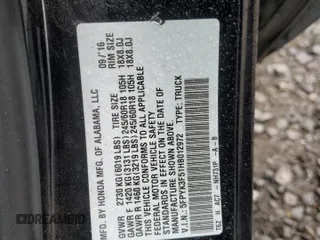 MFD. BY HONDA MFG. OF ALABAMA, LLC 09/'16
GVWR 2730 KG (6019 LBS) TIRE SIZE RIM SIZE
GAWR F 1420 KG (3131 LBS) 245/60R18 105H 18X8.0J
GAWR R 1460 KG (3219 LBS) 245/60R18 105H 18X8.0J
THIS VEHICLE CONFORMS TO ALL APPLICABLE
FEDERAL MOTOR VEHICLE SAFETY STANDARDS IN
EFFECT ON THE DATE OF MANUFACTURE SHOWN ABOVE.
V.I.N.: 5FPYK3F51HB012972 TYPE: TRUCK